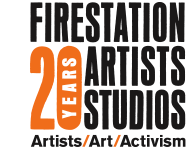 FIRESTATION
20 YEARS ARTISTS
STUDIOS
Artists/Art/Activism